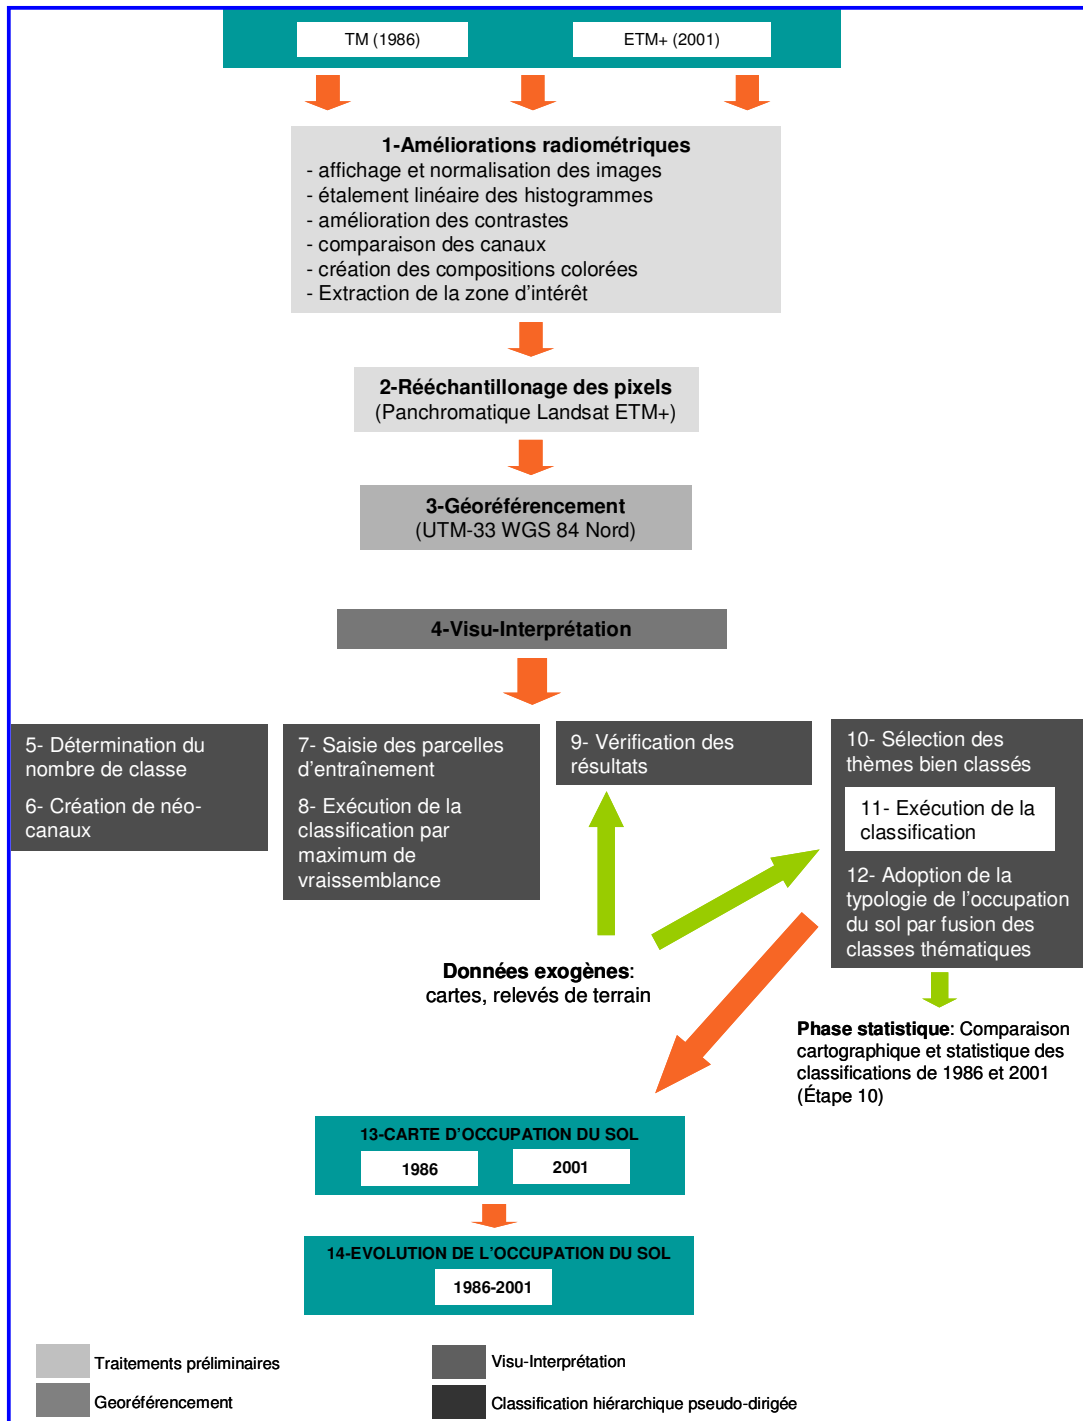 TM (1986)
ETM+ (2001)
1-Améliorations radiométriques
- affichage et normalisation des images
- étalement linéaire des histogrammes
- amélioration des contrastes
- comparaison des canaux
- création des compositions colorées
- Extraction de la zone d'intérêt
2-Rééchantillonage des pixels
(Panchromatique Landsat ETM+)
3-Géoréférencement
(UTM-33 WGS 84 Nord)
4-Visu-Interprétation
5- Détermination du
nombre de classe
6- Création de néo-
canaux
7- Saisie des parcelles
d'entraînement
8- Exécution de la
classification par
maximum de
vraissemblance
9- Vérification des
résultats
10- Sélection des
thèmes bien classés
11- Exécution de la
classification
12- Adoption de la
typologie de l'occupation
du sol par fusion des
classes thématiques
Données exogènes:
cartes, relevés de terrain
Phase statistique: Comparaison
cartographique et statistique des
classifications de 1986 et 2001
(Étape 10)
13-CARTE D'OCCUPATION DU SOL
1986
2001
14-EVOLUTION DE L'OCCUPATION DU SOL
1986-2001
Traitements préliminaires
Visu-Interprétation
Georéférencement
Classification hiérarchique pseudo-dirigée